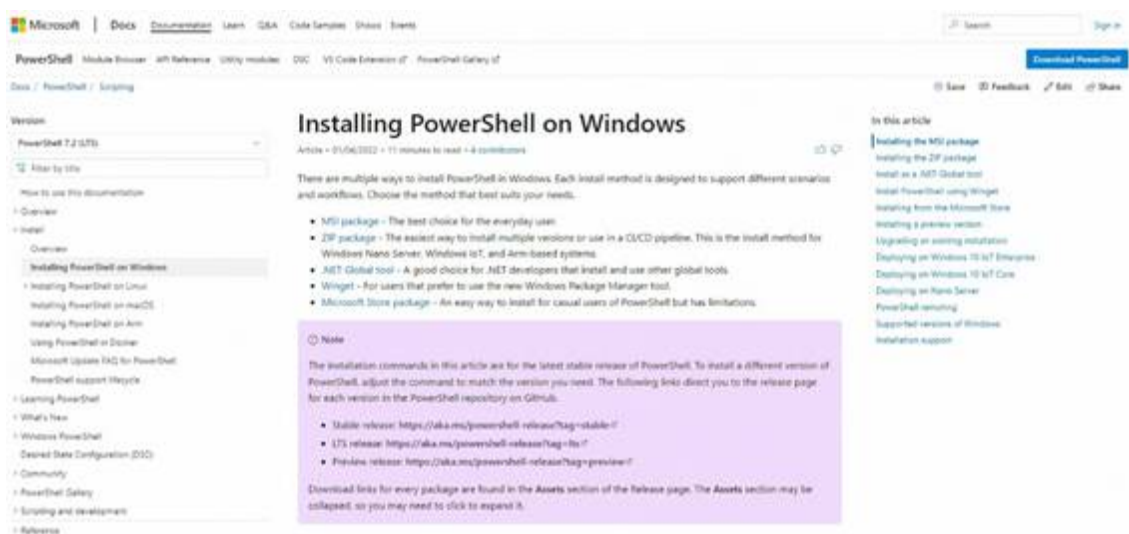 Microsoft | Docs Documentation Learn Q&A Code Samples Shows Events
Search
Sign in
PowerShell Module Browser API Reference Utility modules DSC VS Code Extension PowerShell Gallery
Download PowerShell
Docs / PowerShell / Scripting
Save Feedback Edit Share
Version
PowerShell 7.2 (LTS)
Filter by title
How to use this documentation
Overview
Install
Overview
Installing PowerShell on Windows
Installing PowerShell on Linux
Installing PowerShell on macOS
Installing PowerShell on Arm
Using PowerShell in Docker
Microsoft Update FAQ for PowerShell
PowerShell support lifecycle
Learning PowerShell
What's New
Windows PowerShell
Desired State Configuration (DSC)
Community
PowerShell Gallery
Scripting and development
Reference
Installing PowerShell on Windows
Article • 01/04/2022 • 11 minutes to read • 4 contributors
There are multiple ways to install PowerShell in Windows. Each install method is designed to support different scenarios
and workflows. Choose the method that best suits your needs.
• MSI package - The best choice for the everyday user.
• ZIP package - The easiest way to install multiple versions or use in a CI/CD pipeline. This is the install method for
Windows Nano Server, Windows IoT, and Arm-based systems.
• .NET Global tool - A good choice for .NET developers that install and use other global tools.
• Winget - For users that prefer to use the new Windows Package Manager tool.
• Microsoft Store package - An easy way to install for casual users of PowerShell but has limitations.
Note
The installation commands in this article are for the latest stable release of PowerShell. To install a different version of
PowerShell, adjust the command to match the version you need. The following links direct you to the release page
for each version in the PowerShell repository on GitHub.
• Stable release: https://aka.ms/powershell-release?tag=stable
• LTS release: https://aka.ms/powershell-release?tag=lts
• Preview release: https://aka.ms/powershell-release?tag=preview
Download links for every package are found in the Assets section of the Release page. The Assets section may be
collapsed, so you may need to click to expand it.
In this article
Installing the MSI package
Installing the ZIP package
Install as a .NET Global tool
Install PowerShell using Winget
Installing from the Microsoft Store
Installing a preview version
Upgrading an existing installation
Deploying on Windows 10 IoT Enterprise
Deploying on Windows 10 IoT Core
Deploying on Nano Server
PowerShell remoting
Supported versions of Windows
Installation support